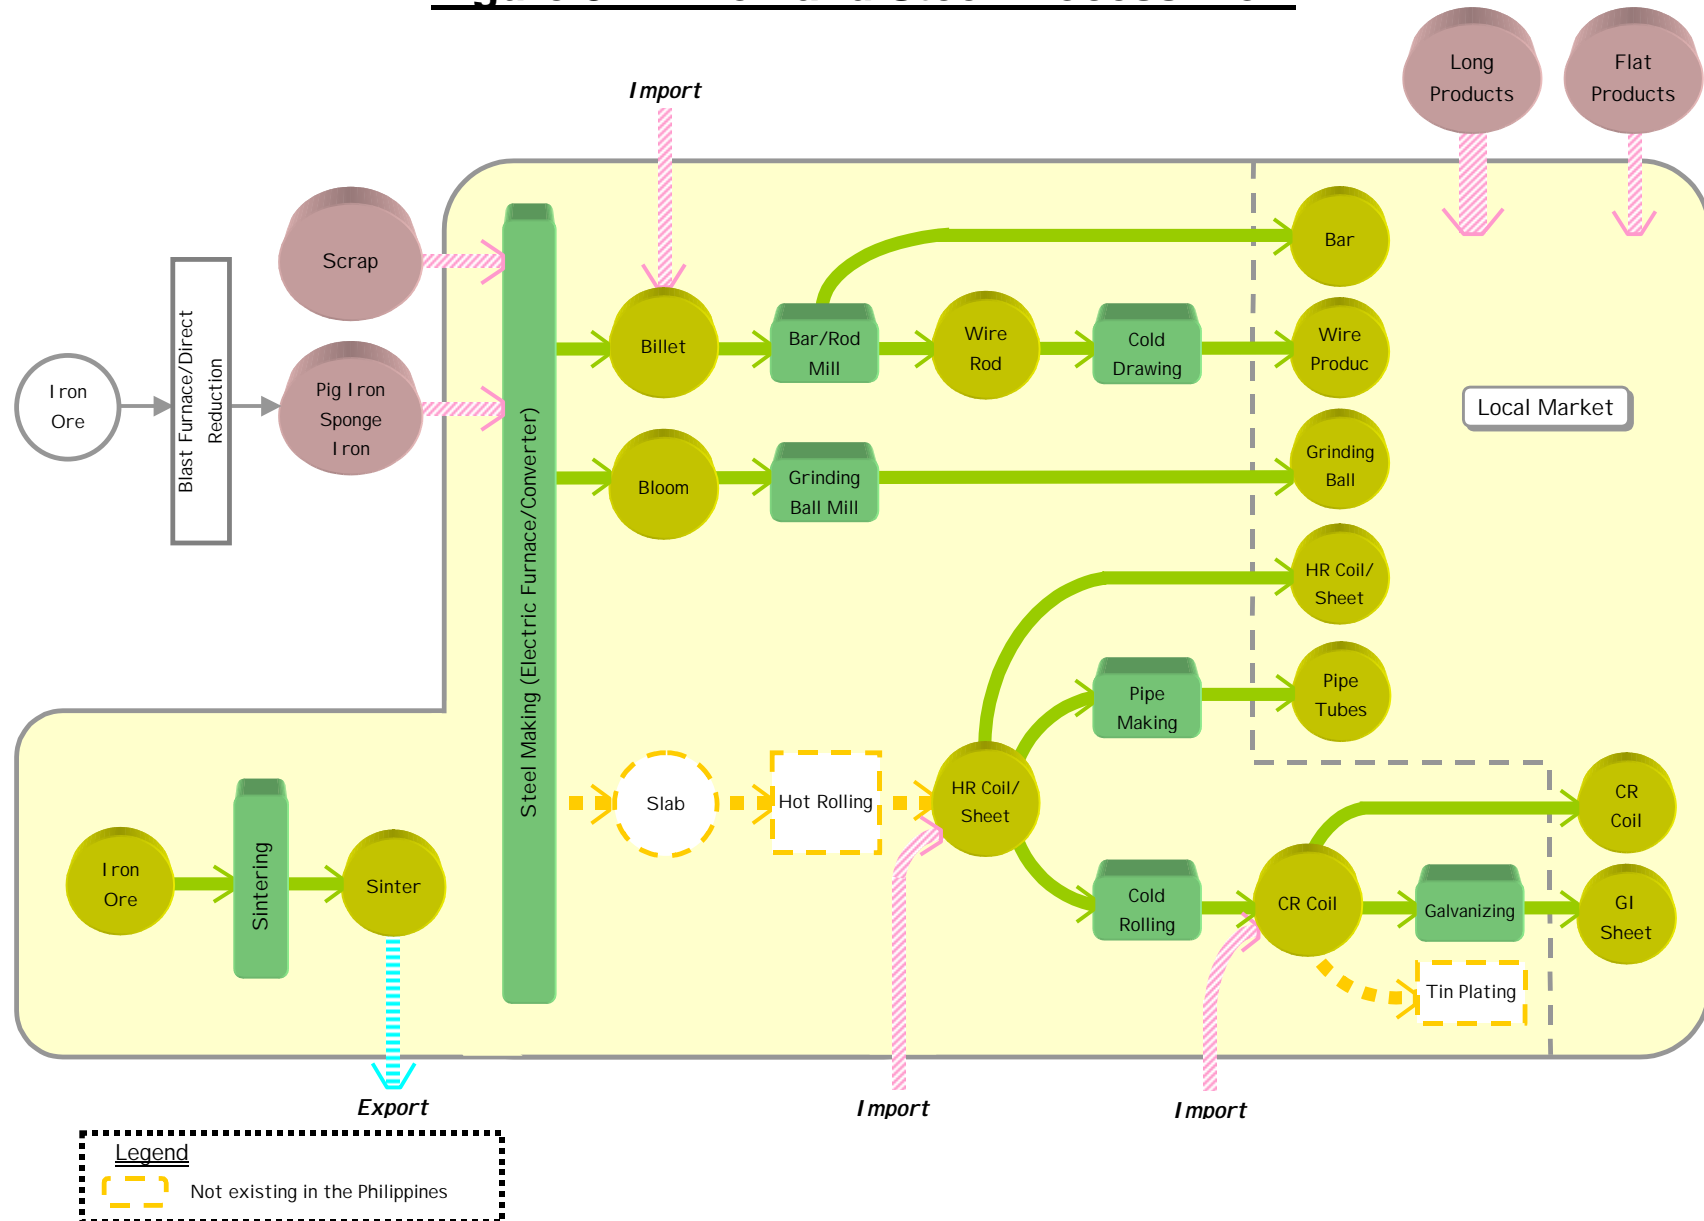 Import
Long
Products
Flat
Products
Scrap
Bar
Billet
Bar/Rod
Mill
Wire
Rod
Cold
Drawing
Wire
Produc
Local Market
Iron
Ore
Blast Furnace/Direct
Reduction
Pig Iron
Sponge
Iron
Steel Making (Electric Furnace/Converter)
Bloom
Grinding
Ball Mill
Grinding
Ball
HR Coil/
Sheet
Pipe
Making
Pipe
Tubes
Slab
Hot Rolling
HR Coil/
Sheet
CR
Coil
Iron
Ore
Sintering
Sinter
Cold
Rolling
CR Coil
Galvanizing
GI
Sheet
Tin Plating
Export
Import
Import
Legend
Not existing in the Philippines